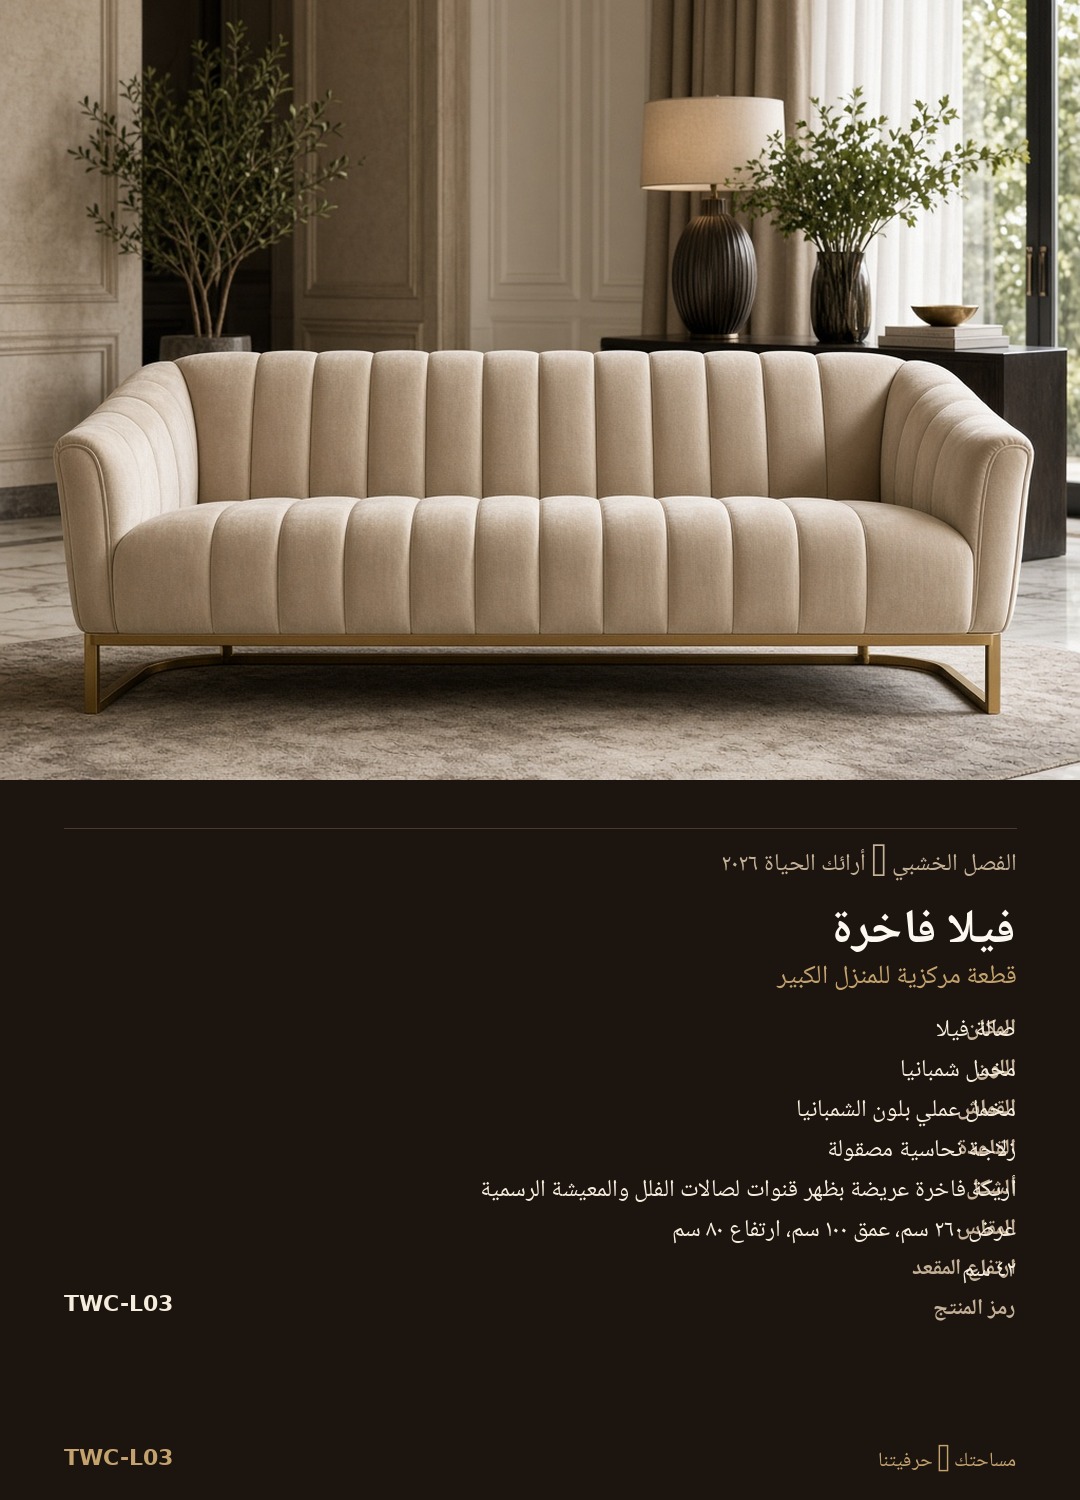 الفصل الخشبي أرائك الحياة ٢٠٢٦
فيلا فاخرة
قطعة مركزية للمنزل الكبير
صالة فيلا
مخمل شمبانيا
مخمل عملي بلون الشمبانيا
نحاسية مصقولة
أريكة فاخرة عريضة بظهر قنوات لصالات الفلل والمعيشة الرسمية
عرض ٢٦٠ سم، عمق ١٠٠ سم، ارتفاع ٨٠ سم
ارتفاع المقعد
رمز المنتج TWC-L03
مساحتك حرفيتنا TWC-L03